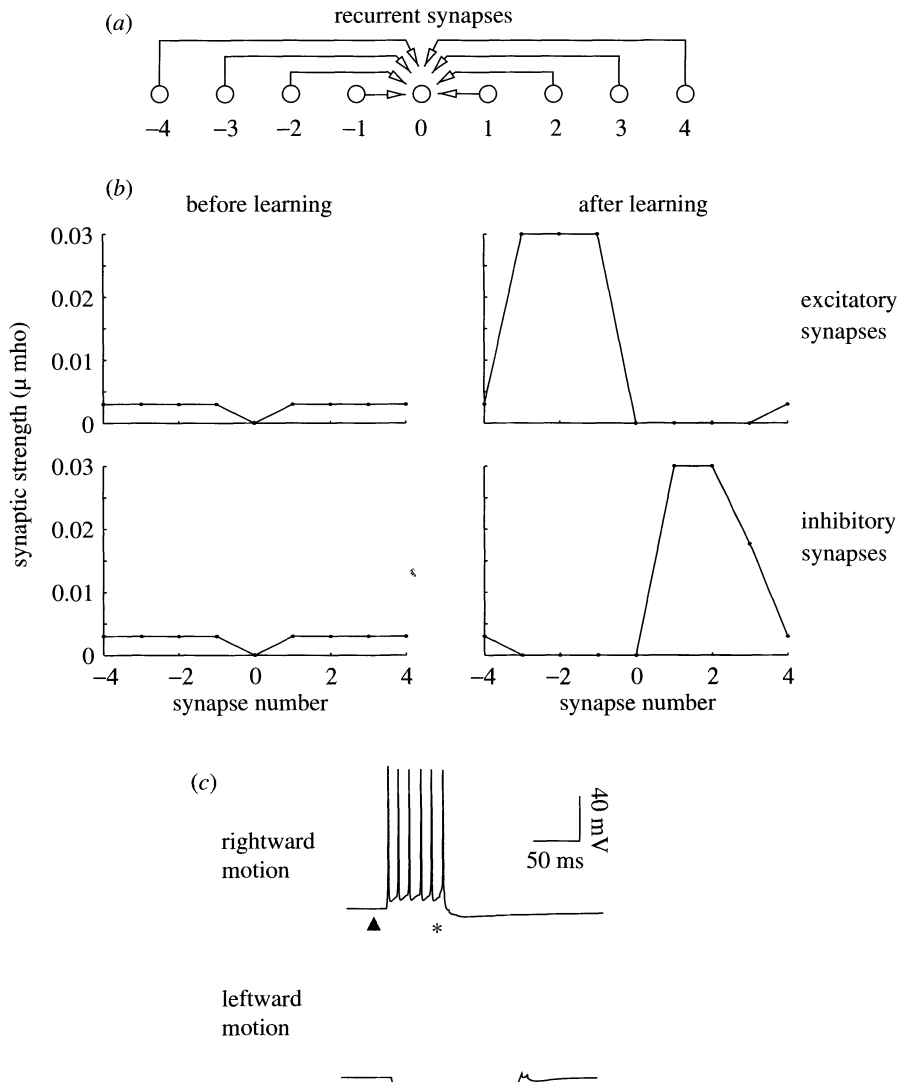 (a)
recurrent synapses
–4 –3 –2 –1 0 1 2 3 4
(b)
before learning
after learning
synaptic strength (μ mho)
0.03
0.02
0.01
0
excitatory
synapses
0.03
0.02
0.01
0
inhibitory
synapses
–4 –2 0 2 4
synapse number
–4 –2 0 2 4
synapse number
(c)
rightward
motion
40 mV
50 ms
*
leftward
motion